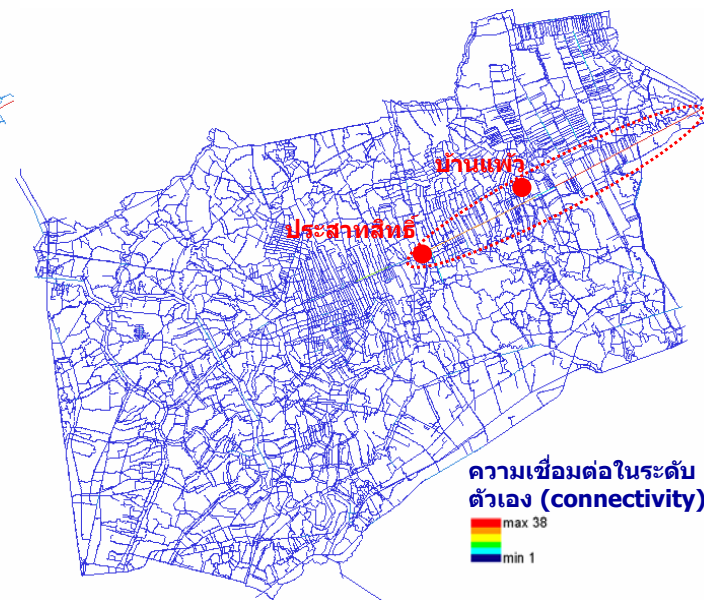 บ้านแพ้ว
ประสาทสิทธิ์
ความเชื่อมต่อในระดับ
ตัวเอง (connectivity)
max 38
min 1